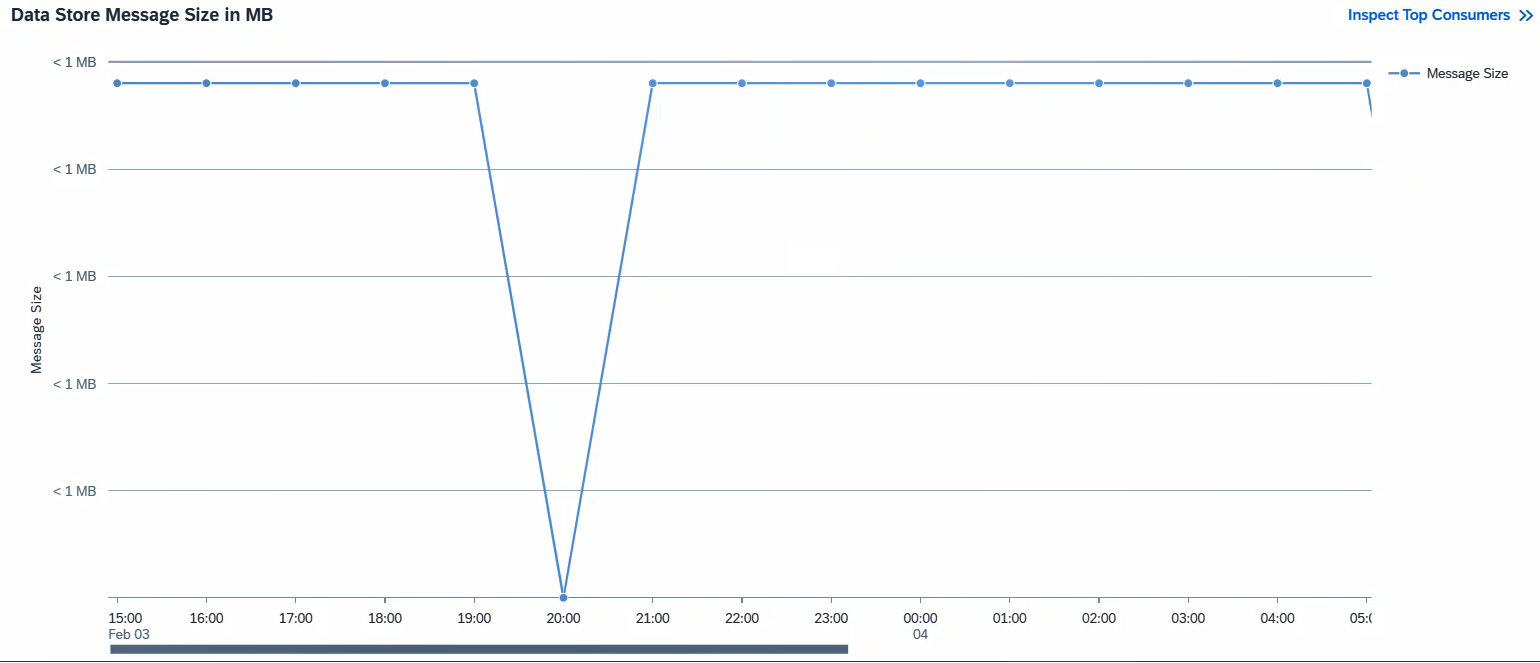 Data Store Message Size in MB
Inspect Top Consumers
< 1 MB
Message Size
< 1 MB
< 1 MB
Message Size
< 1 MB
< 1 MB
15:00 16:00 17:00 18:00 19:00 20:00 21:00 22:00 23:00 00:00 01:00 02:00 03:00 04:00
Feb 03 04